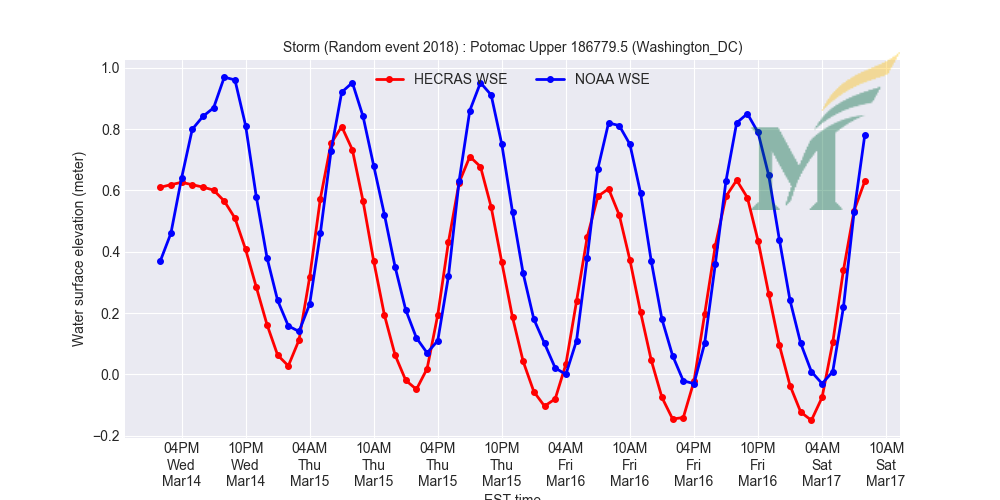 Storm (Random event 2018) : Potomac Upper 186779.5 (Washington_DC)
HECRAS WSE NOAA WSE
Water surface elevation (meter)
1.0
0.8
0.6
0.4
0.2
0.0
−0.2
04PM 10PM 04AM 10AM 04PM 10PM 04AM 10AM 04PM 10PM 04AM 10AM
Wed Wed Thu Thu Thu Thu Fri Fri Fri Fri Sat Sat
Mar14 Mar14 Mar15 Mar15 Mar15 Mar15 Mar16 Mar16 Mar16 Mar16 Mar17 Mar17
EST time
M